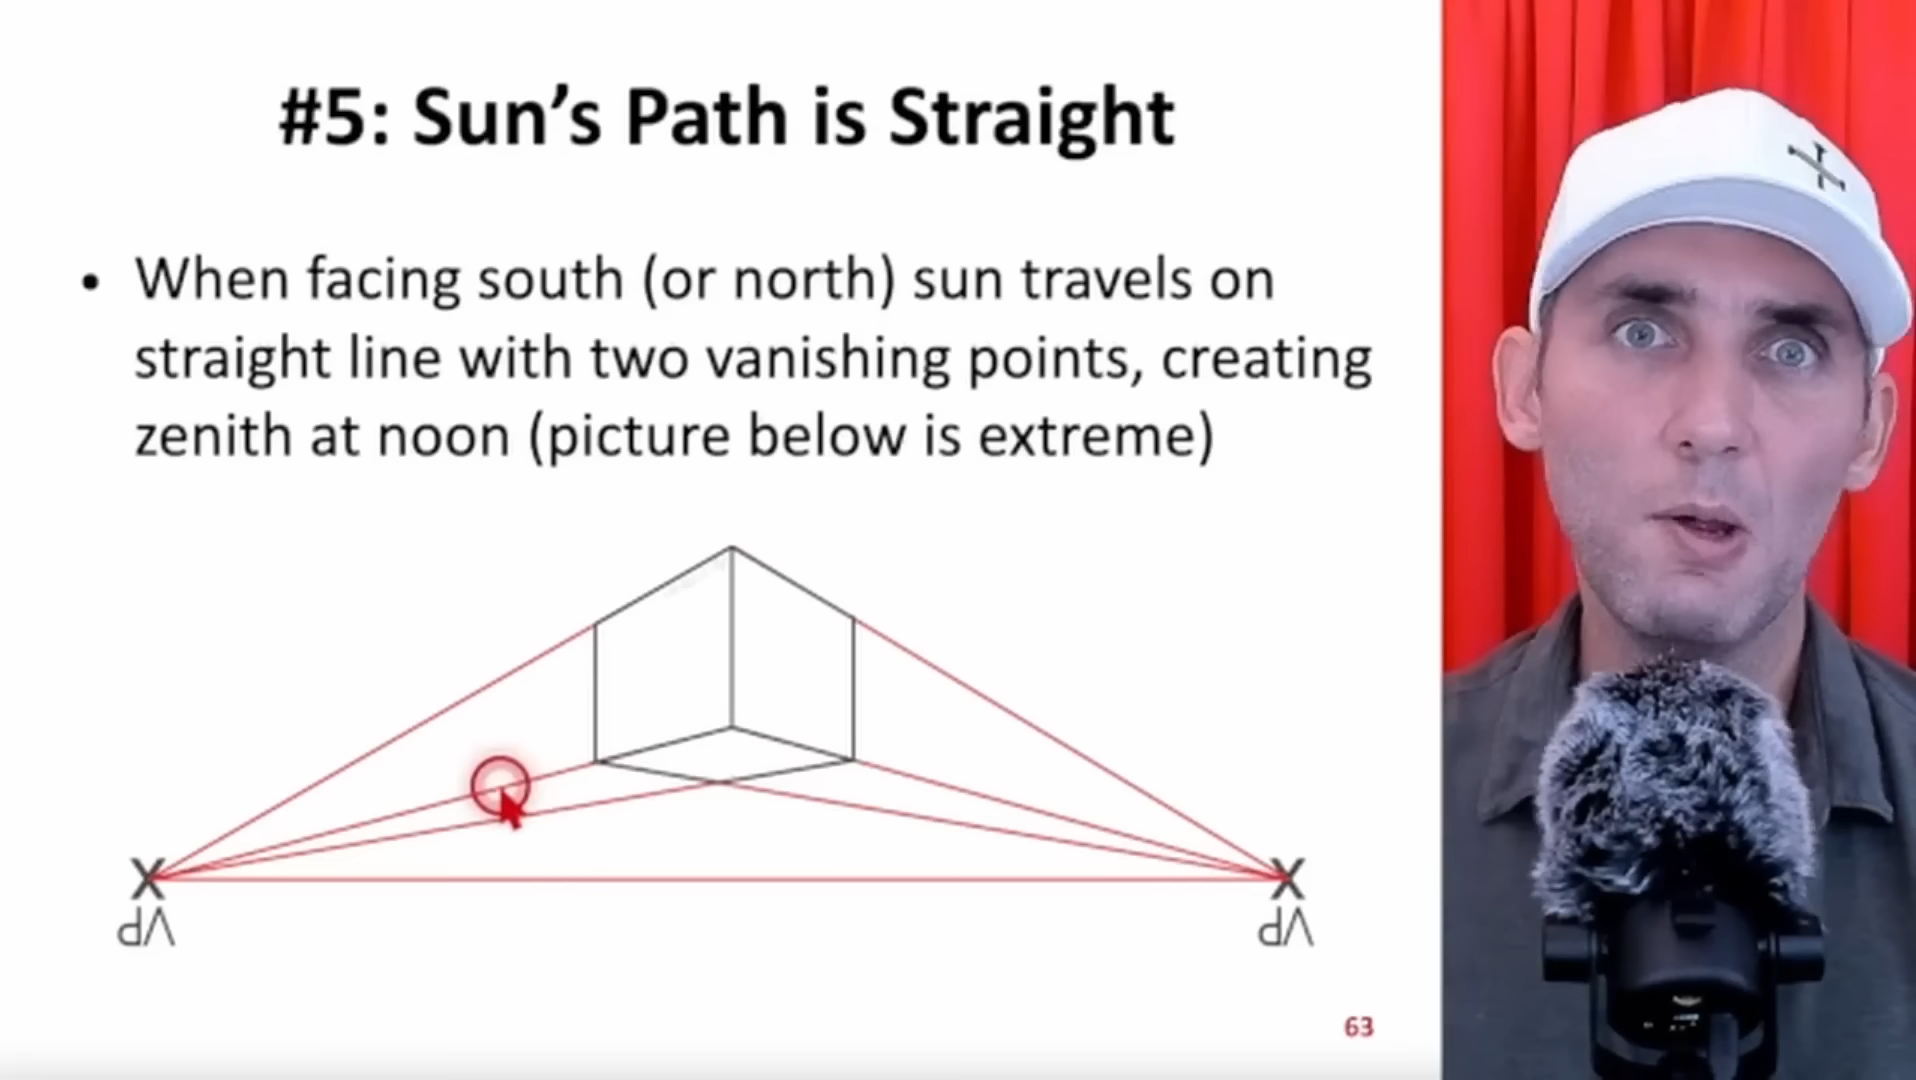 #5: Sun's Path is Straight
• When facing south (or north) sun travels on
straight line with two vanishing points, creating
zenith at noon (picture below is extreme)
X X
VP VP
63